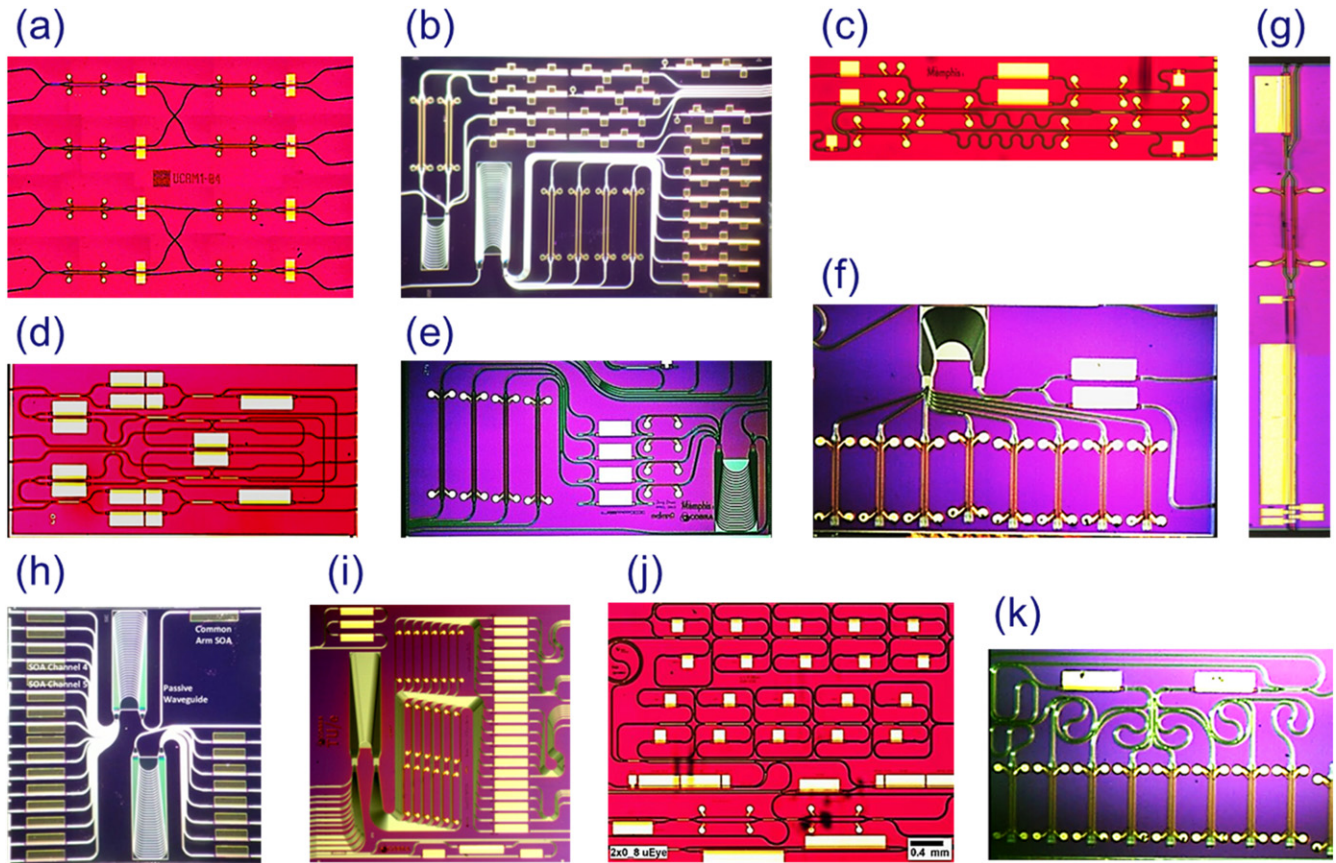 (a)
(b)
(c)
(g)
Memphis
UCAM1-04
(d)
(e)
(f)
Memphis
COBRA
(h)
(i)
(j)
(k)
Common
Arm SOA
SOA Channel 4
SOA Channel 5
Passive
Waveguide
2x0_8 uEye
0.4 mm